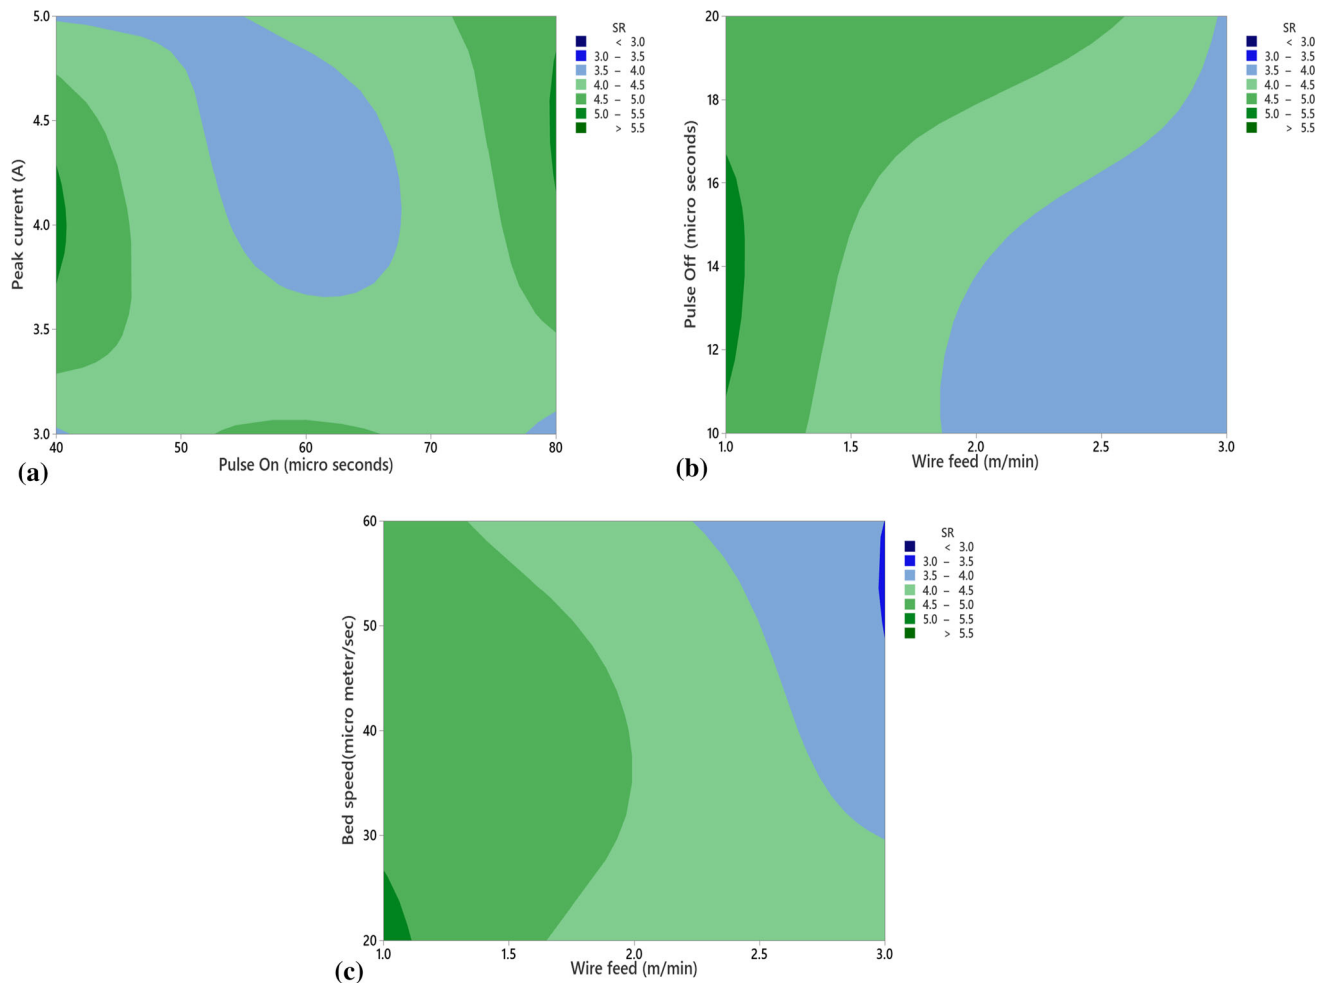 5.0
4.5
4.0
3.5
3.0
Peak current (A)
40 50 60 70 80
Pulse On (micro seconds)
SR
< 3.0
3.0 – 3.5
3.5 – 4.0
4.0 – 4.5
4.5 – 5.0
5.0 – 5.5
> 5.5
(a)
20
18
16
14
12
10
Pulse Off (micro seconds)
1.0 1.5 2.0 2.5 3.0
Wire feed (m/min)
SR
< 3.0
3.0 – 3.5
3.5 – 4.0
4.0 – 4.5
4.5 – 5.0
5.0 – 5.5
> 5.5
(b)
60
50
40
30
20
Bed speed(micro meter/sec)
1.0 1.5 2.0 2.5 3.0
Wire feed (m/min)
SR
< 3.0
3.0 – 3.5
3.5 – 4.0
4.0 – 4.5
4.5 – 5.0
5.0 – 5.5
> 5.5
(c)